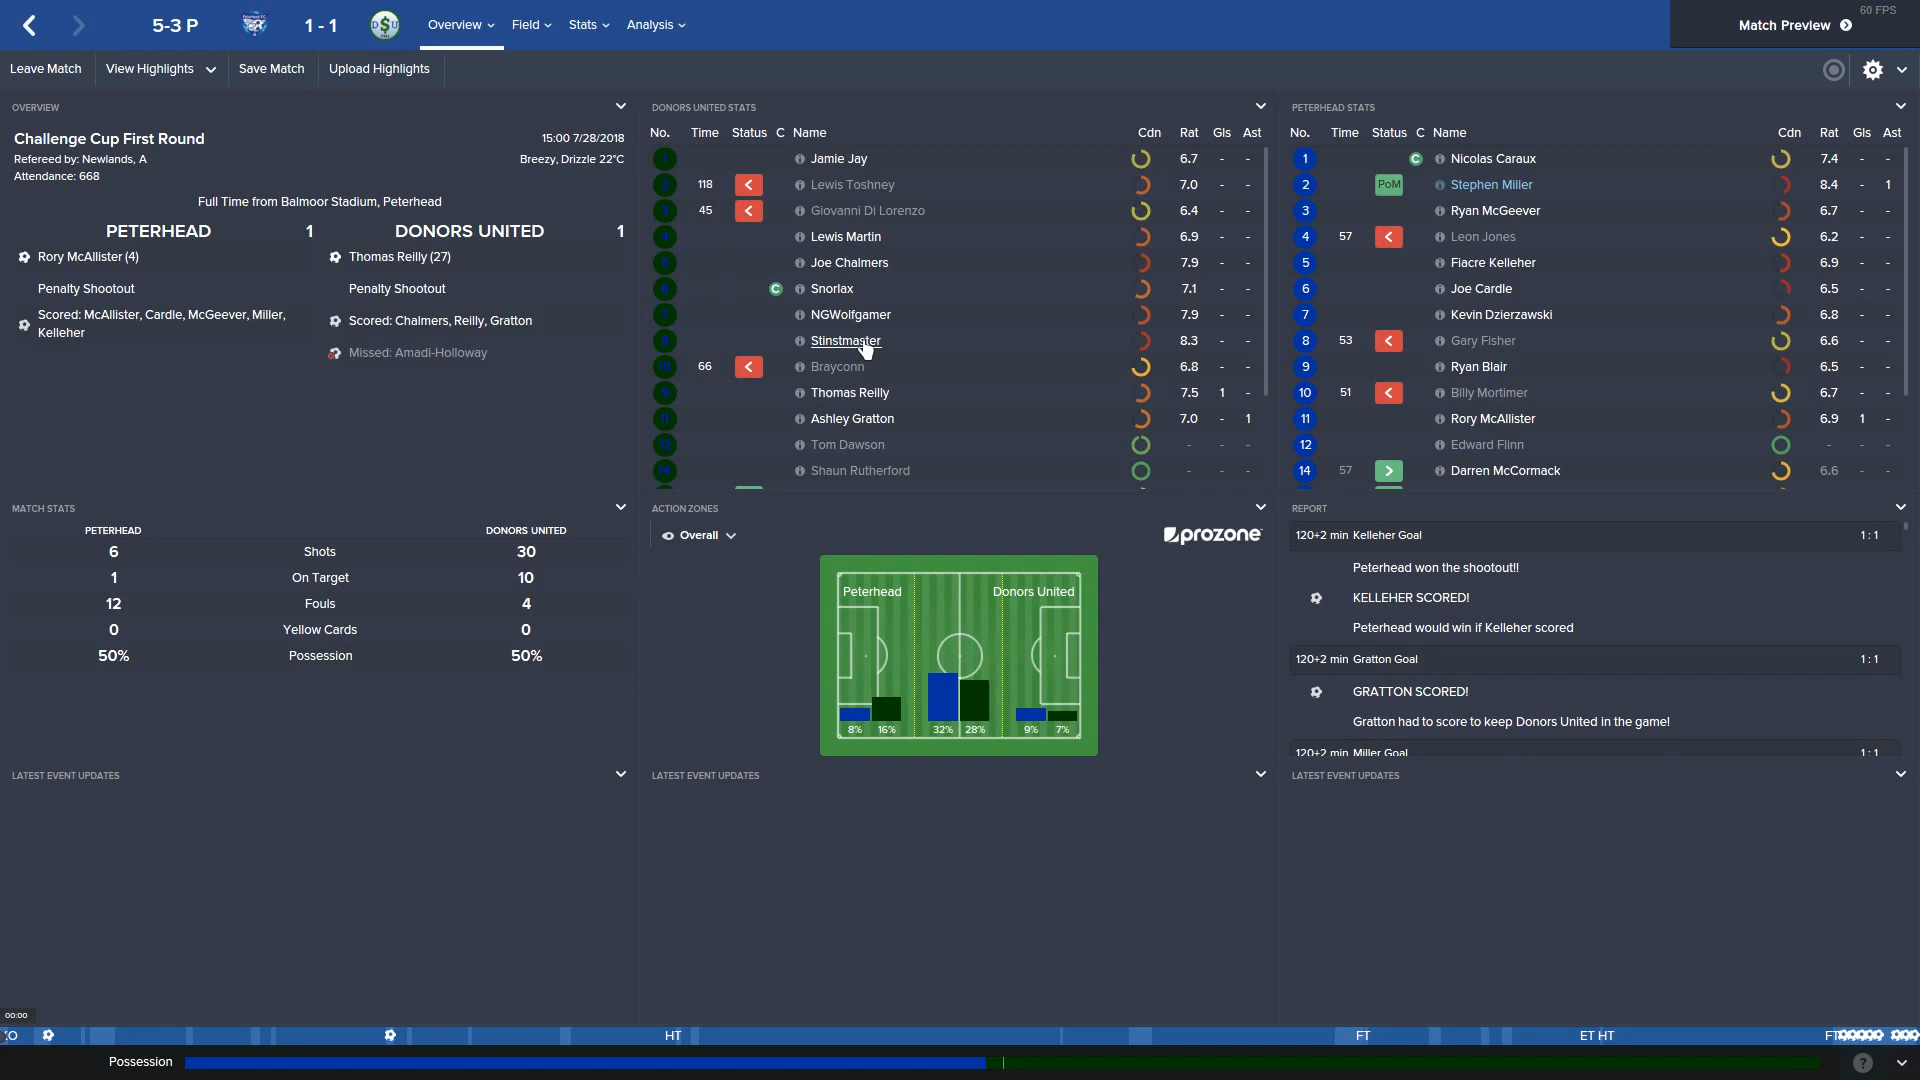 60 FPS
5-3 P 1 - 1 Overview Field Stats Analysis Match Preview
Leave Match View Highlights Save Match Upload Highlights
OVERVIEW
Challenge Cup First Round 15:00 7/28/2018
Refereed by: Newlands, A Breezy, Drizzle 22°C
Attendance: 668
Full Time from Balmoor Stadium, Peterhead
PETERHEAD 1 DONORS UNITED 1
Rory McAllister (4) Thomas Reilly (27)
Penalty Shootout Penalty Shootout
Scored: McAllister, Cardle, McGeever, Miller, Kelleher
Scored: Chalmers, Reilly, Gratton
Missed: Amadi-Holloway
DONORS UNITED STATS
No. Time Status C Name Cdn Rat Gls Ast
1 Jamie Jay 6.7 - -
2 118 Lewis Toshney 7.0 - -
3 45 Giovanni Di Lorenzo 6.4 - -
4 Lewis Martin 6.9 - -
5 Joe Chalmers 7.9 - -
6 C Snorlax 7.1 - -
7 NGWolfgamer 7.9 - -
8 Stinstmaster 8.3 - -
10 66 Brayconn 6.8 - -
9 Thomas Reilly 7.5 1 -
11 Ashley Gratton 7.0 - 1
12 Tom Dawson - - -
14 Shaun Rutherford - - -
PETERHEAD STATS
No. Time Status C Name Cdn Rat Gls Ast
1 C Nicolas Caraux 7.4 - -
2 PoM Stephen Miller 8.4 - 1
3 Ryan McGeever 6.7 - -
4 57 Leon Jones 6.2 - -
5 Fiacre Kelleher 6.9 - -
6 Joe Cardle 6.5 - -
7 Kevin Dzierzawski 6.8 - -
8 53 Gary Fisher 6.6 - -
9 Ryan Blair 6.5 - -
10 51 Billy Mortimer 6.7 - -
11 Rory McAllister 6.9 1 -
12 Edward Flinn - - -
14 57 Darren McCormack 6.6 - -
MATCH STATS
PETERHEAD DONORS UNITED
6 Shots 30
1 On Target 10
12 Fouls 4
0 Yellow Cards 0
50% Possession 50%
ACTION ZONES
Overall prozone
Peterhead Donors United
8% 16% 32% 28% 9% 7%
REPORT
120+2 min Kelleher Goal 1 : 1
Peterhead won the shootout!!
KELLEHER SCORED!
Peterhead would win if Kelleher scored
120+2 min Gratton Goal 1 : 1
GRATTON SCORED!
Gratton had to score to keep Donors United in the game!
120+2 min Miller Goal 1 : 1
LATEST EVENT UPDATES LATEST EVENT UPDATES LATEST EVENT UPDATES
00:00
HT FT ET HT
Possession